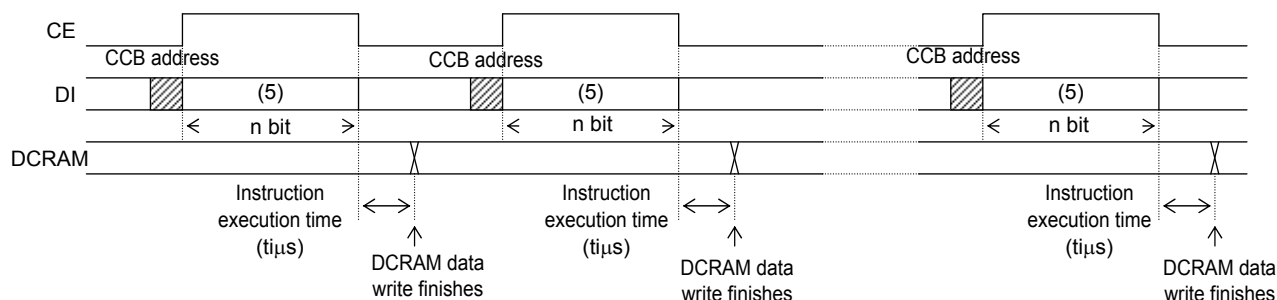 CE
CCB address
CCB address
CCB address
DI
(5)
(5)
(5)
n bit
n bit
n bit
DCRAM
Instruction
execution time
(tiμs)
Instruction
execution time
(tiμs)
Instruction
execution time
(tiμs)
DCRAM data
write finishes
DCRAM data
write finishes
DCRAM data
write finishes